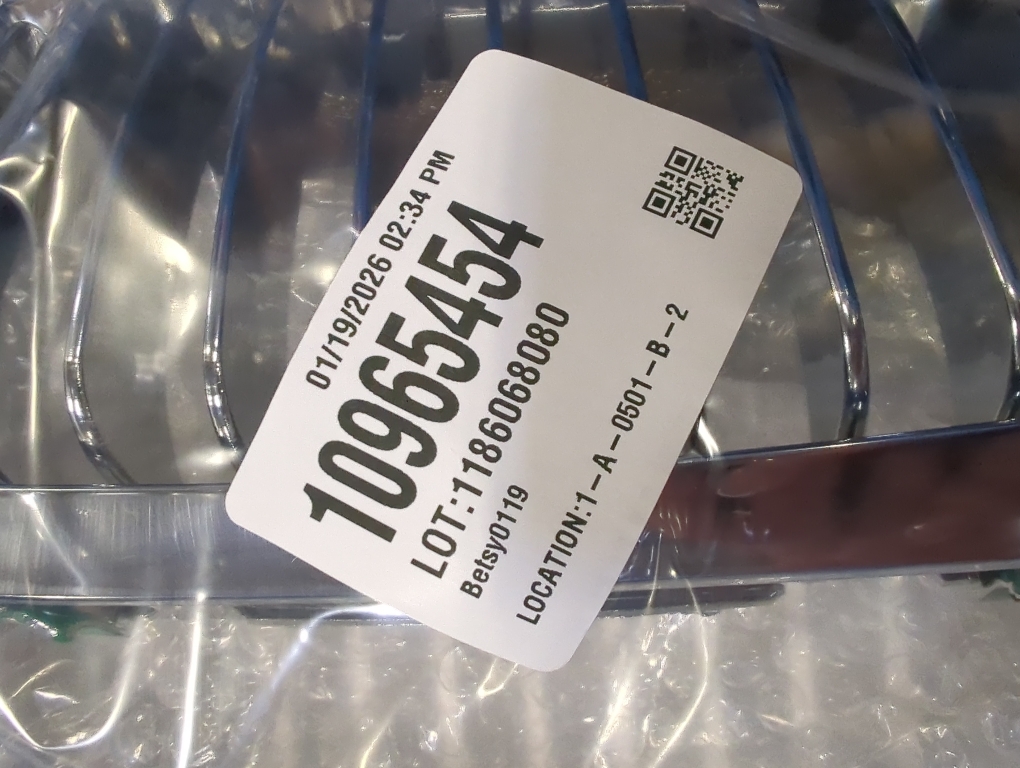 01/19/2026 02:34 PM
10965454
LOT:1186068080
Betsy0119
LOCATION:1-A-0501-B-2